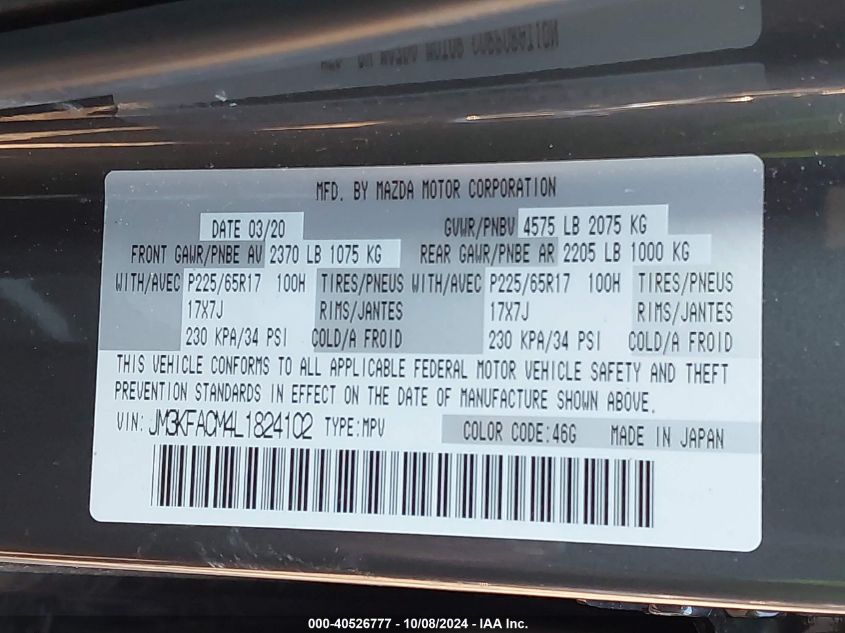 MFD. BY MAZDA MOTOR CORPORATION
DATE 03/20 GVWR/PNBV 4575 LB 2075 KG
FRONT GAWR/PNBE AV 2370 LB 1075 KG REAR GAWR/PNBE AR 2205 LB 1000 KG
WITH/AVEC P225/65R17 100H TIRES/PNEUS WITH/AVEC P225/65R17 100H TIRES/PNEUS
17X7J RIMS/JANTES 17X7J RIMS/JANTES
230 KPA/34 PSI COLD/A FROID 230 KPA/34 PSI COLD/A FROID
THIS VEHICLE CONFORMS TO ALL APPLICABLE FEDERAL MOTOR VEHICLE SAFETY AND THEFT
PREVENTION STANDARDS IN EFFECT ON THE DATE OF MANUFACTURE SHOWN ABOVE.
VIN: JM3KFACM4L1824102 TYPE:MPV COLOR CODE:46G MADE IN JAPAN
000-40526777 - 10/08/2024 - IAA Inc.